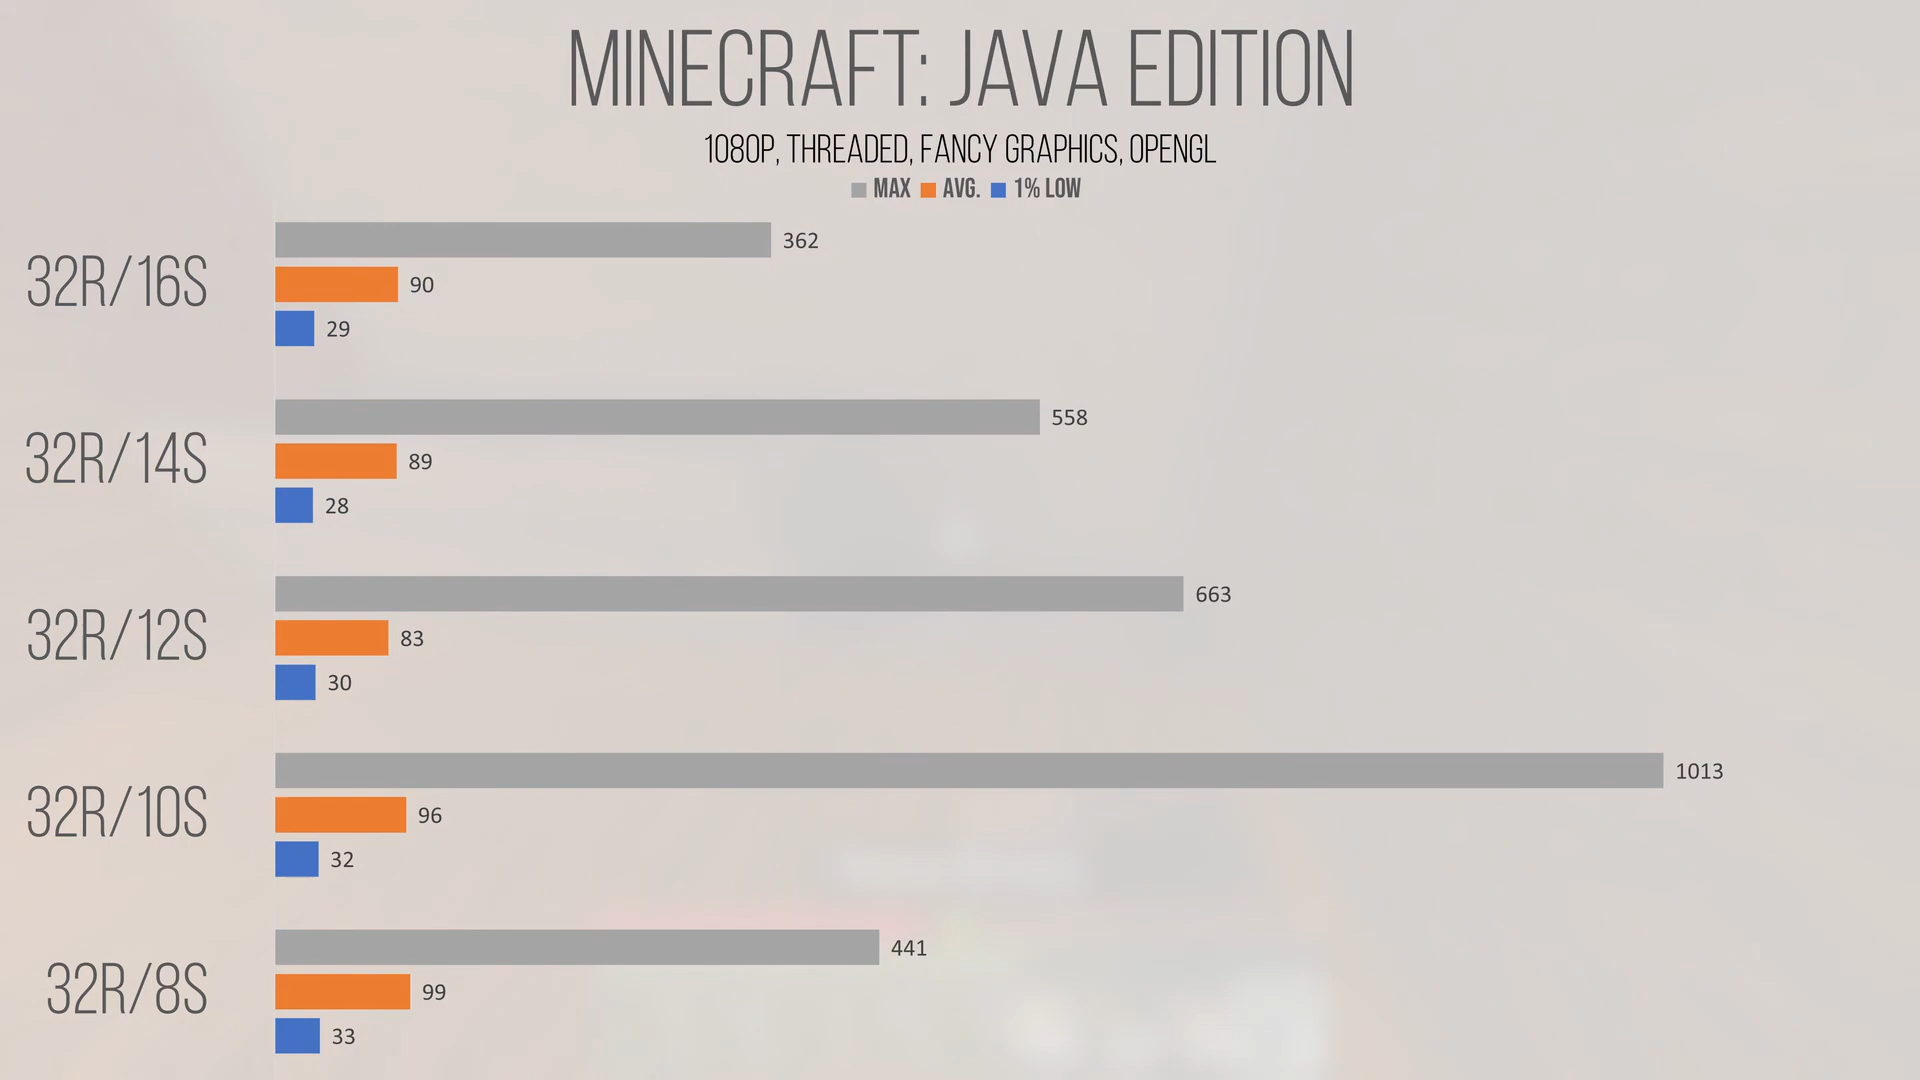 MINECRAFT: JAVA EDITION
1080P, THREADED, FANCY GRAPHICS, OPENGL
MAX AVG. 1% LOW
32R/16S
362
90
29
32R/14S
558
89
28
32R/12S
663
83
30
32R/10S
1013
96
32
32R/8S
441
99
33